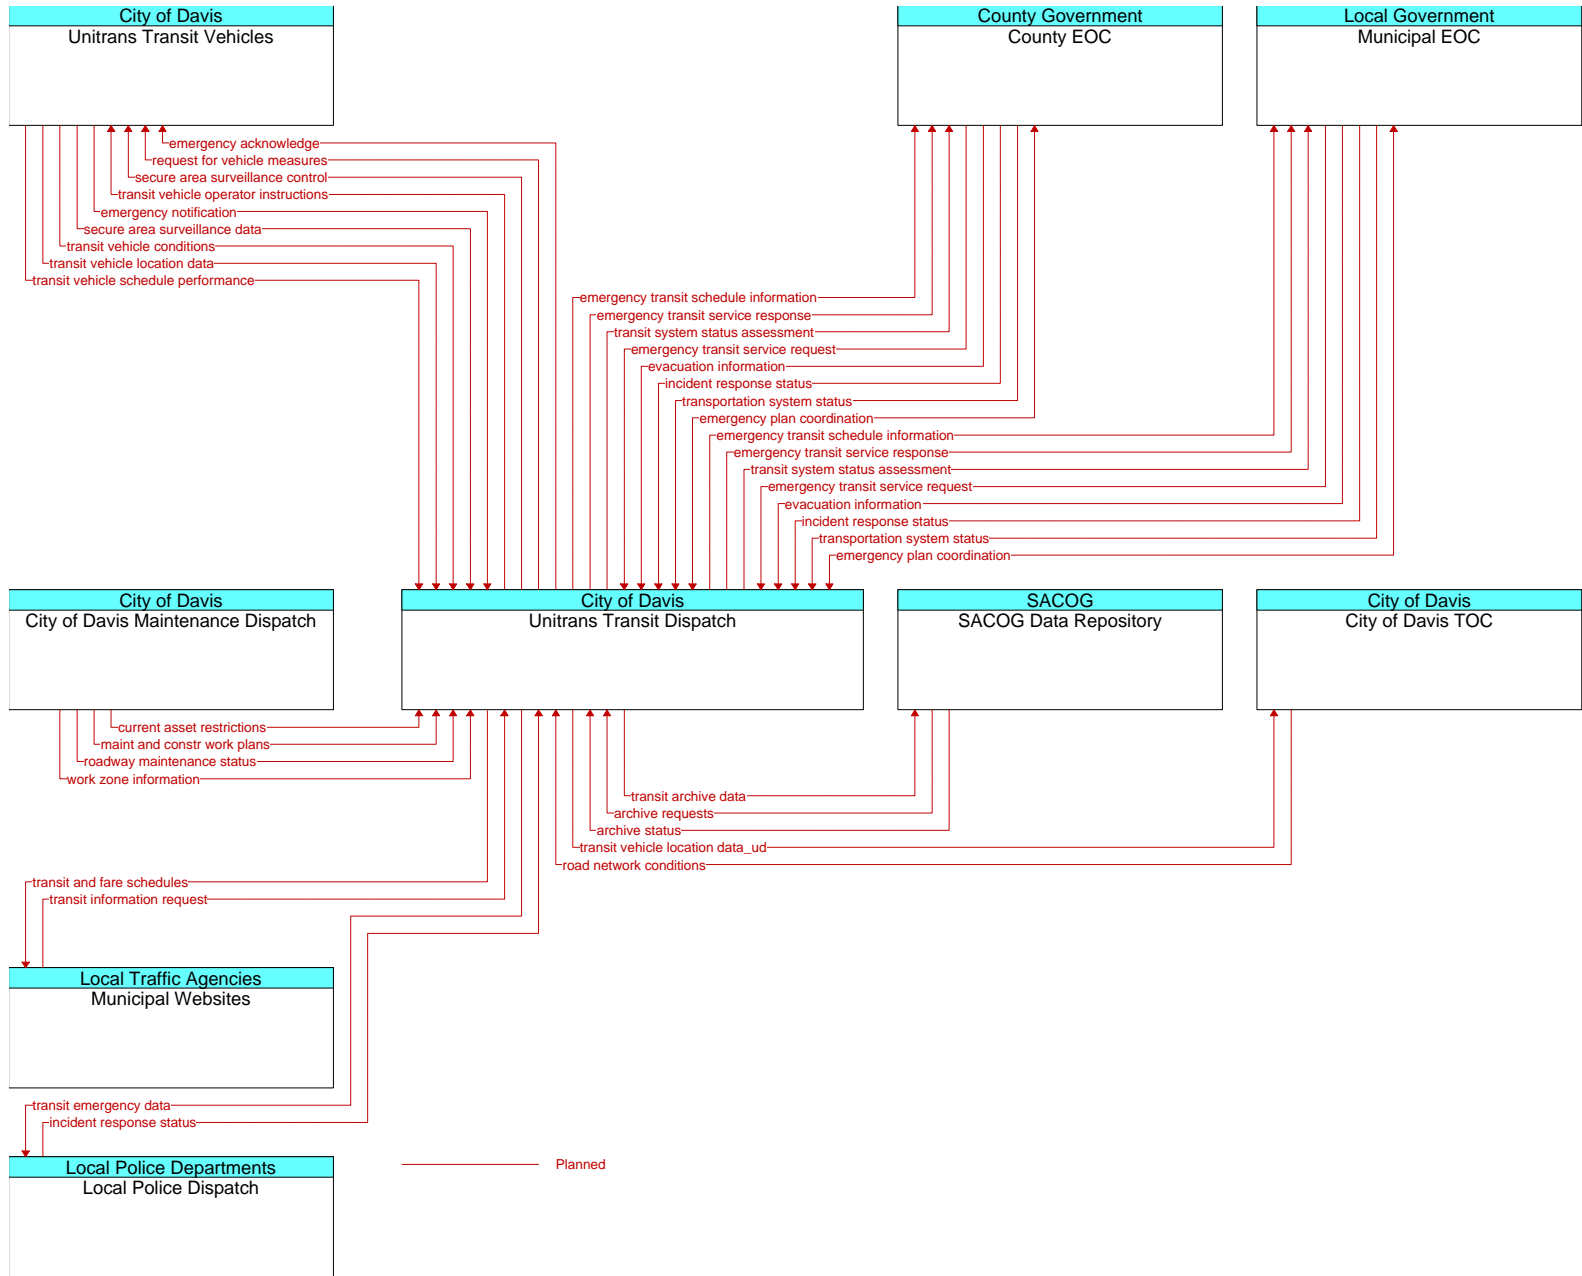 City of Davis
Unitrans Transit Vehicles
County Government
County EOC
Local Government
Municipal EOC
emergency acknowledge
request for vehicle measures
secure area surveillance control
transit vehicle operator instructions
emergency notification
secure area surveillance data
transit vehicle conditions
transit vehicle location data
transit vehicle schedule performance
emergency transit schedule information
emergency transit service response
transit system status assessment
emergency transit service request
evacuation information
incident response status
transportation system status
emergency plan coordination
emergency transit schedule information
emergency transit service response
transit system status assessment
emergency transit service request
evacuation information
incident response status
transportation system status
emergency plan coordination
City of Davis
City of Davis Maintenance Dispatch
City of Davis
Unitrans Transit Dispatch
SACOG
SACOG Data Repository
City of Davis
City of Davis TOC
current asset restrictions
maint and constr work plans
roadway maintenance status
work zone information
transit archive data
archive requests
archive status
transit vehicle location data_ud
road network conditions
transit and fare schedules
transit information request
Local Traffic Agencies
Municipal Websites
transit emergency data
incident response status
Local Police Departments
Local Police Dispatch
Planned